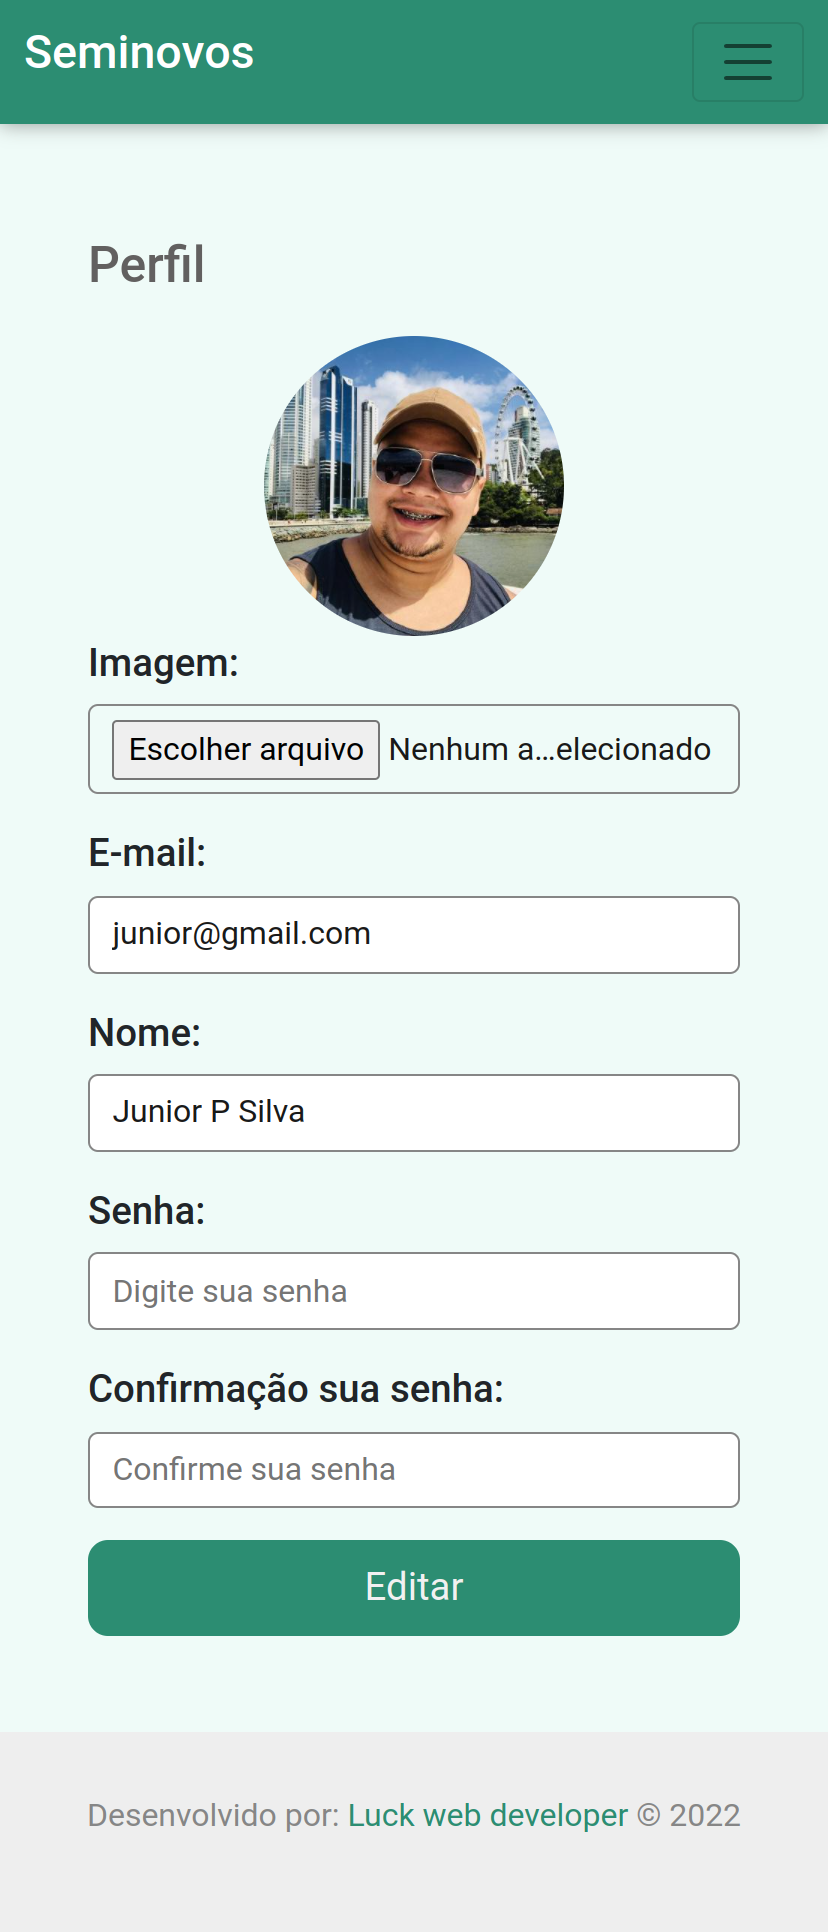 Seminovos
Perfil
Imagem:
Escolher arquivo Nenhum a...elecionado
E-mail:
junior@gmail.com
Nome:
Junior P Silva
Senha:
Digite sua senha
Confirmação sua senha:
Confirme sua senha
Editar
Desenvolvido por: Luck web developer © 2022